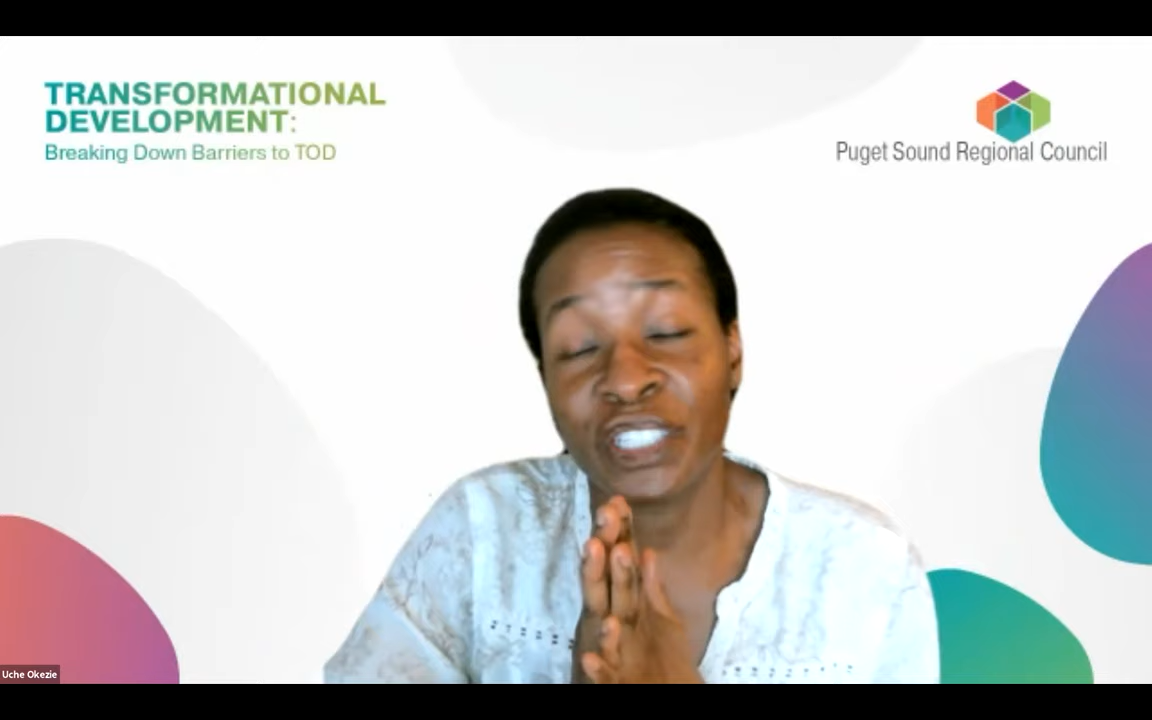 TRANSFORMATIONAL
DEVELOPMENT:
Breaking Down Barriers to TOD
Puget Sound Regional Council
Uche Okezie